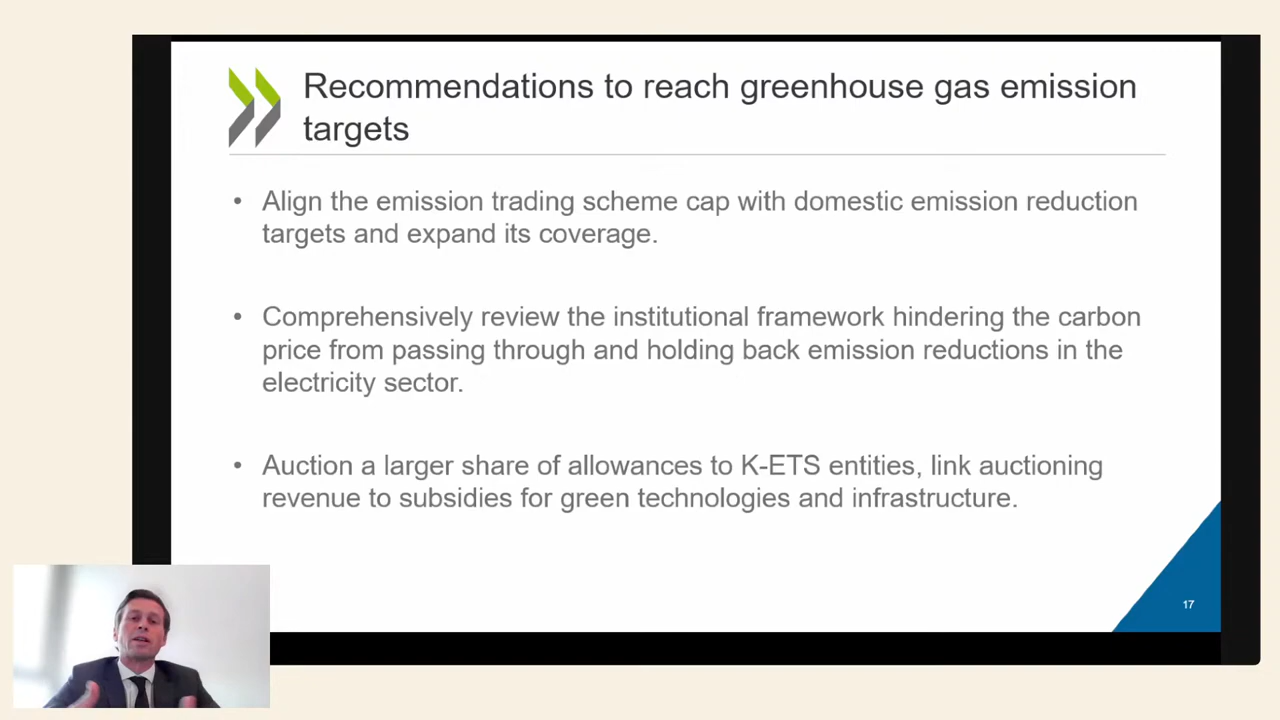 Recommendations to reach greenhouse gas emission
targets
• Align the emission trading scheme cap with domestic emission reduction
targets and expand its coverage.
• Comprehensively review the institutional framework hindering the carbon
price from passing through and holding back emission reductions in the
electricity sector.
• Auction a larger share of allowances to K-ETS entities, link auctioning
revenue to subsidies for green technologies and infrastructure.
17